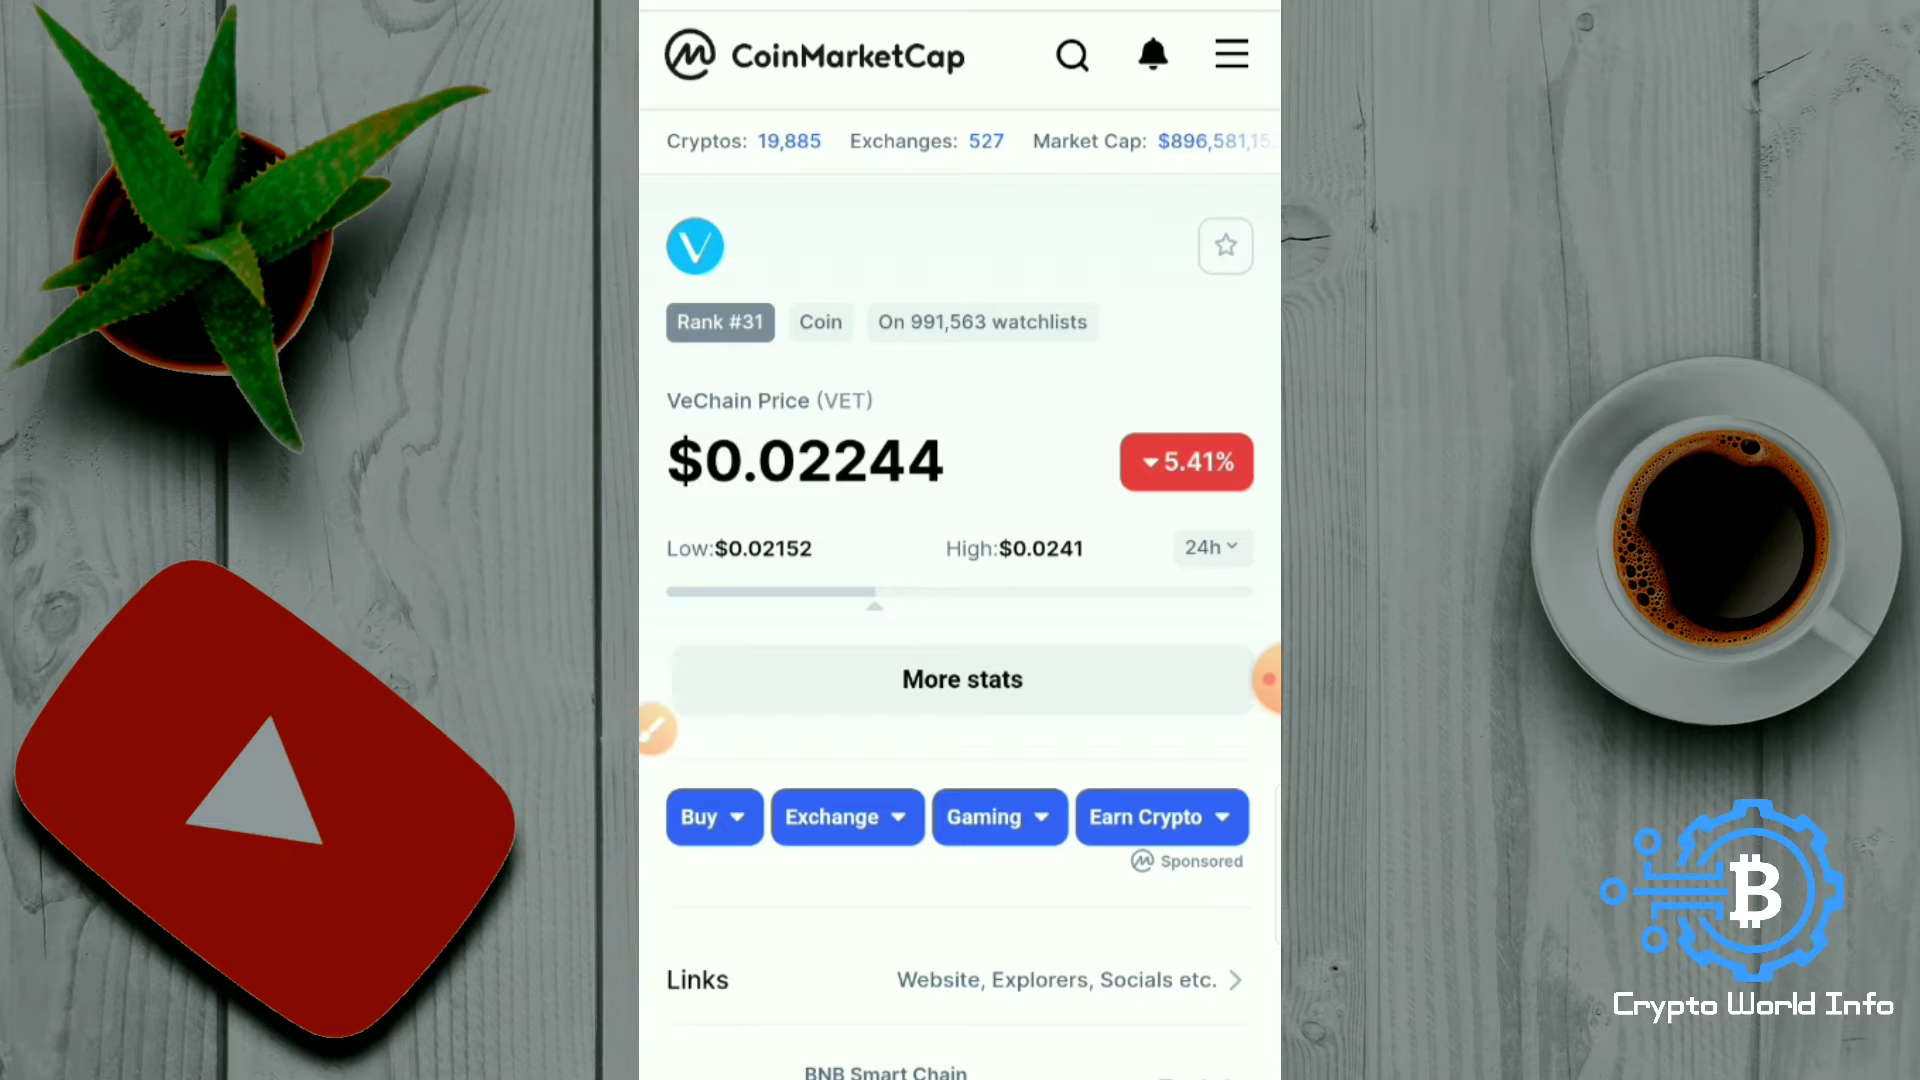 CoinMarketCap
Cryptos: 19,885 Exchanges: 527 Market Cap: $896,581,15
Rank #31 Coin On 991,563 watchlists
VeChain Price (VET)
$0.02244 5.41%
Low:$0.02152 High:$0.0241 24h
More stats
Buy Exchange Gaming Earn Crypto
Sponsored
Links Website, Explorers, Socials etc.
BNB Smart Chain
Crypto World Info